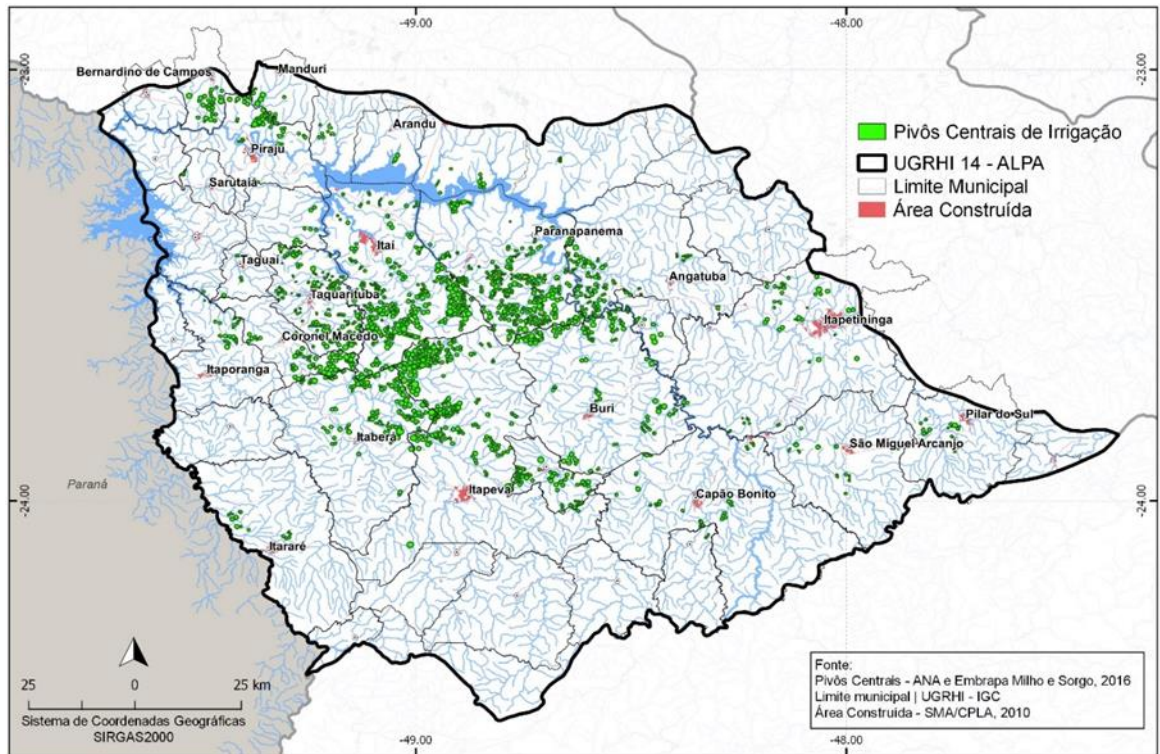 -49.00
-48.00
-23.00
-23.00
Bernardino de Campos
Manduri
Arandu
Piraju
Sarutaiá
Pivôs Centrais de Irrigação
UGRHI 14 - ALPA
Limite Municipal
Área Construída
Itaí
Paranapanema
Taguaí
Angatuba
Taquarituba
Itapetininga
Coronel Macedo
Itaporanga
Buri
Pilar do Sul
Itaberá
São Miguel Arcanjo
Paraná
Itapeva
Capão Bonito
-24.00
-24.00
Itararé
25 0 25 km
Sistema de Coordenadas Geográficas
SIRGAS2000
Fonte:
Pivôs Centrais - ANA e Embrapa Milho e Sorgo, 2016
Limite municipal | UGRHI - IGC
Área Construída - SMA/CPLA, 2010
-49.00
-48.00